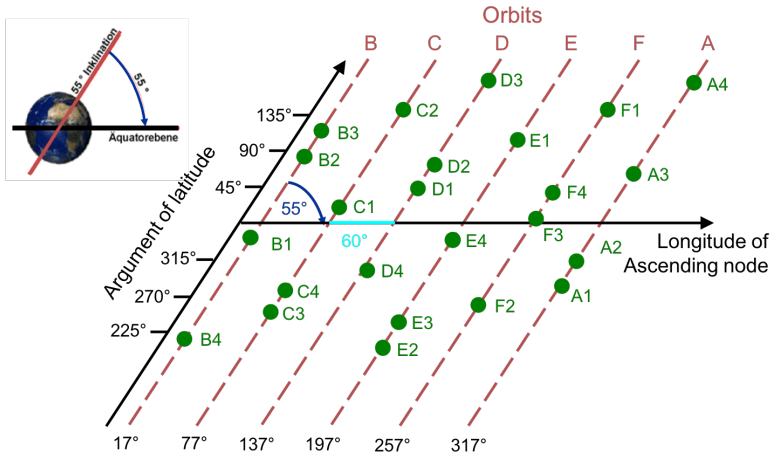 Orbits
B C D E F A
55° Inklination
55°
Äquatorebene
Argument of latitude
135°
90°
45°
315°
270°
225°
55°
60°
Longitude of
Ascending node
D3
A4
C2
F1
B3
E1
B2
D2
A3
D1
F4
C1
F3
B1
E4
A2
D4
C4
A1
C3
F2
E3
B4
E2
17° 77° 137° 197° 257° 317°